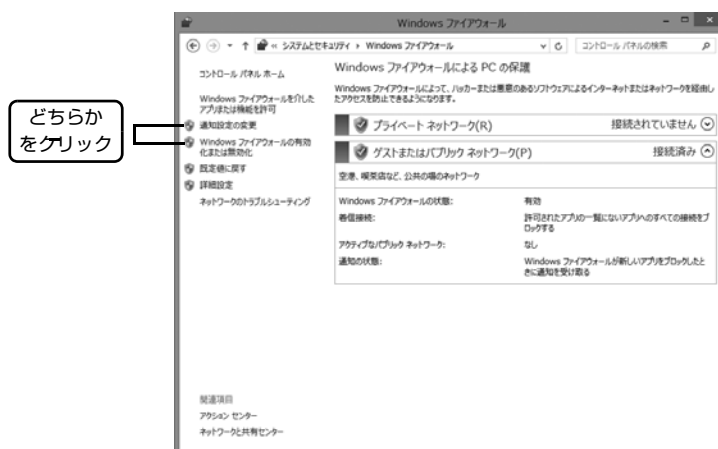 Windows ファイアウォール
« システムとセキュリティ › Windows ファイアウォール
コントロール パネルの検索
コントロール パネル ホーム
Windows ファイアウォールを介した
アプリまたは機能を許可
通知設定の変更
Windows ファイアウォールの有効
化または無効化
既定値に戻す
詳細設定
ネットワークのトラブルシューティング
どちらか
をクリック
Windows ファイアウォールによる PC の保護
Windows ファイアウォールによって、ハッカーまたは悪意のあるソフトウェアによるインターネットまたはネットワークを経由し
たアクセスを防止できるようになります。
プライベート ネットワーク(R) 接続されていません
ゲストまたはパブリック ネットワーク(P) 接続済み
空港、喫茶店など、公共の場のネットワーク
Windows ファイアウォールの状態: 有効
着信接続: 許可されたアプリの一覧にないアプリへのすべての接続をブ
ロックする
アクティブなパブリック ネットワーク: なし
通知の状態: Windows ファイアウォールが新しいアプリをブロックしたと
きに通知を受け取る
関連項目
アクション センター
ネットワークと共有センター